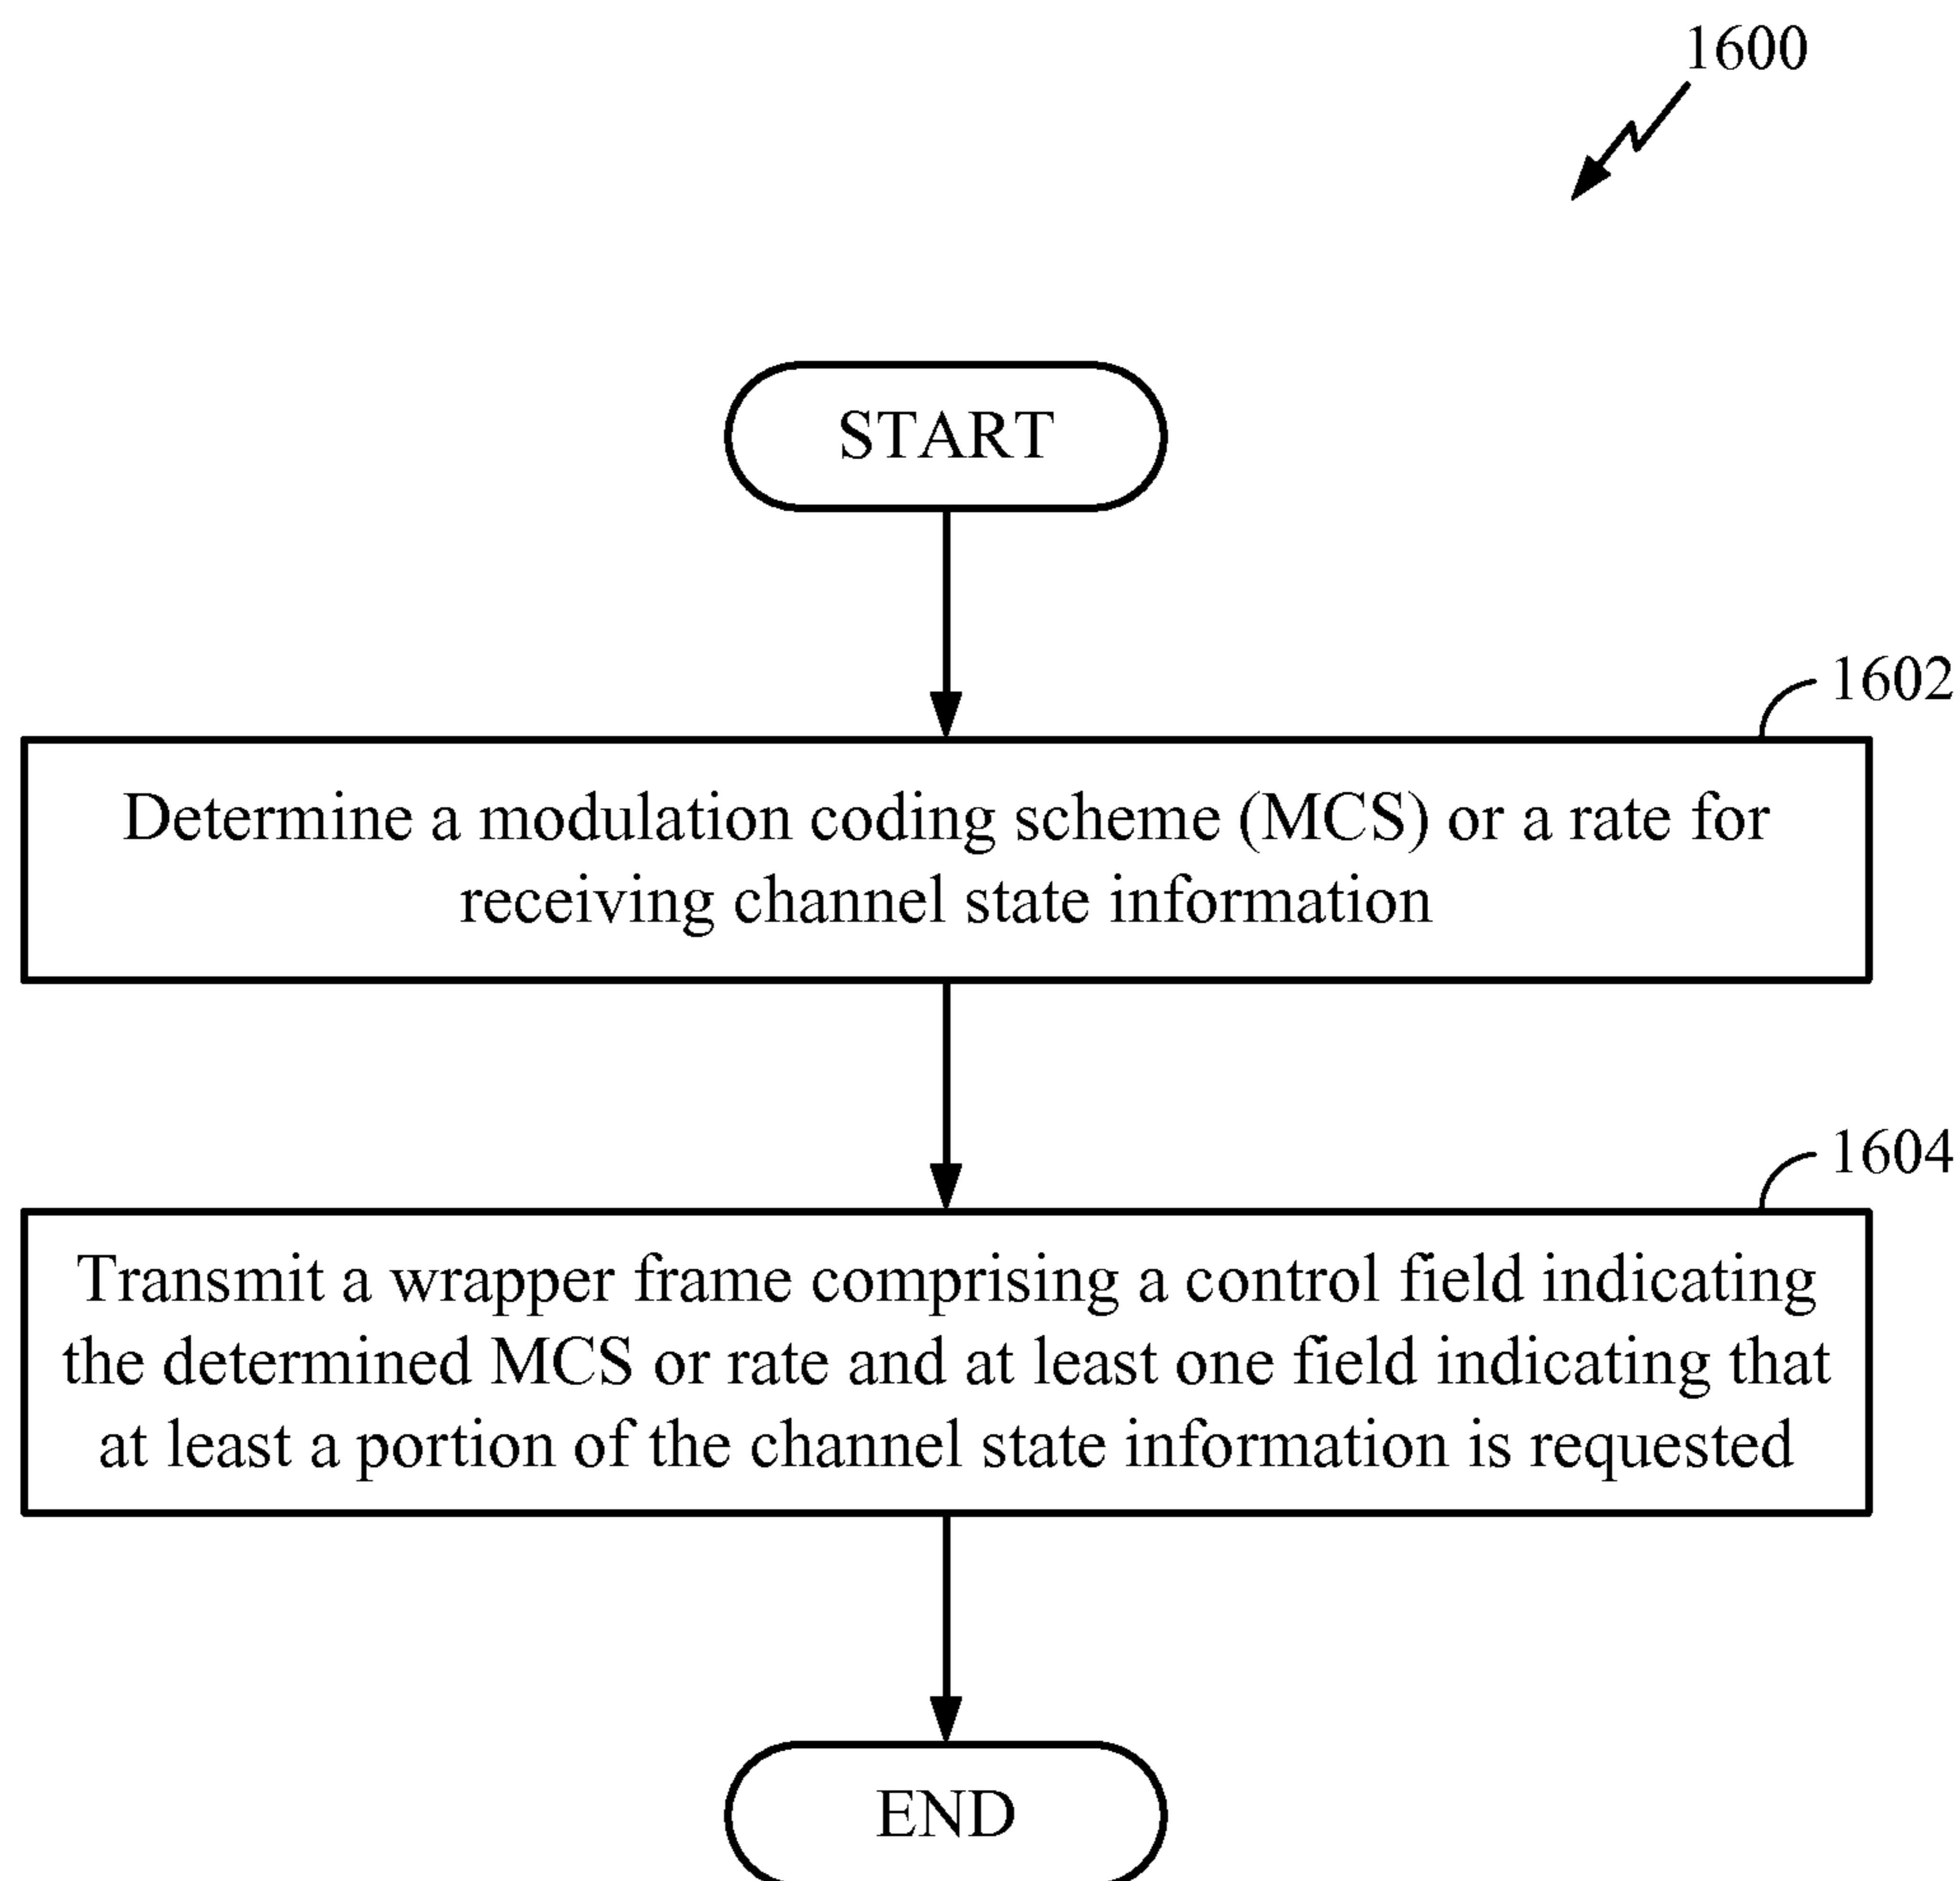 1600
START
1602
Determine a modulation coding scheme (MCS) or a rate for
receiving channel state information
1604
Transmit a wrapper frame comprising a control field indicating
the determined MCS or rate and at least one field indicating that
at least a portion of the channel state information is requested
END